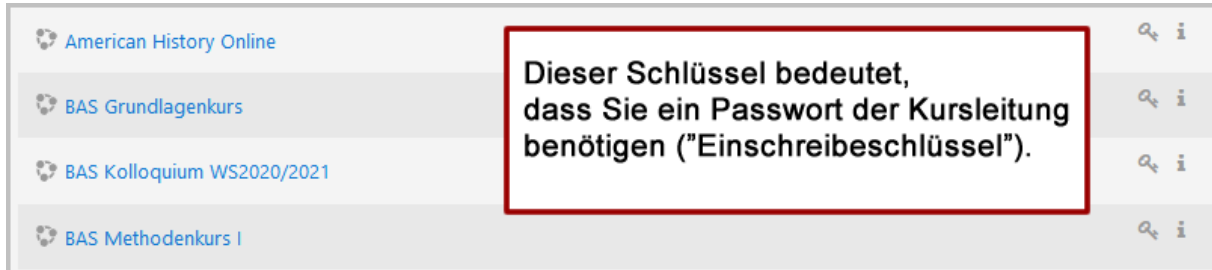 American History Online
Dieser Schlüssel bedeutet,
dass Sie ein Passwort der Kursleitung
benötigen (”Einschreibeschlüssel”).
BAS Grundlagenkurs
BAS Kolloquium WS2020/2021
BAS Methodenkurs I